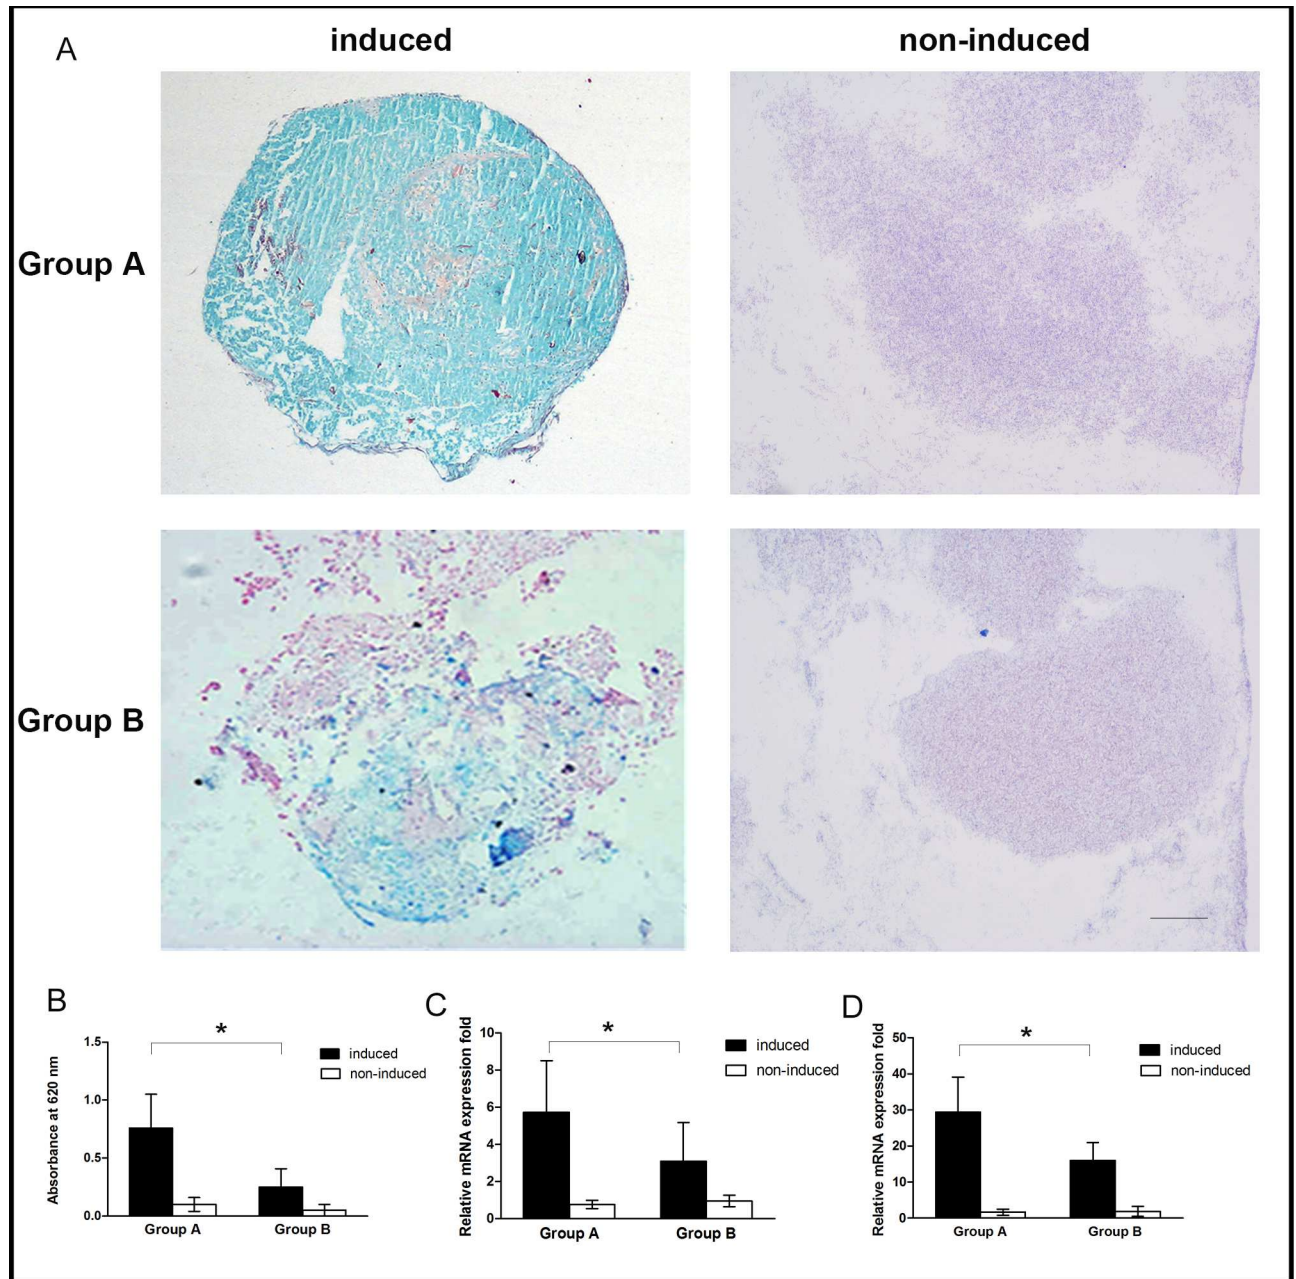 A
induced
non-induced
Group A
Group B
B
Absorbance at 620 nm
1.5
1.0
0.5
0.0
*
induced
non-induced
Group A
Group B
C
Relative mRNA expression fold
10
8
6
4
2
0
*
induced
non-induced
Group A
Group B
D
Relative mRNA expression fold
50
40
30
20
10
0
*
induced
non-induced
Group A
Group B